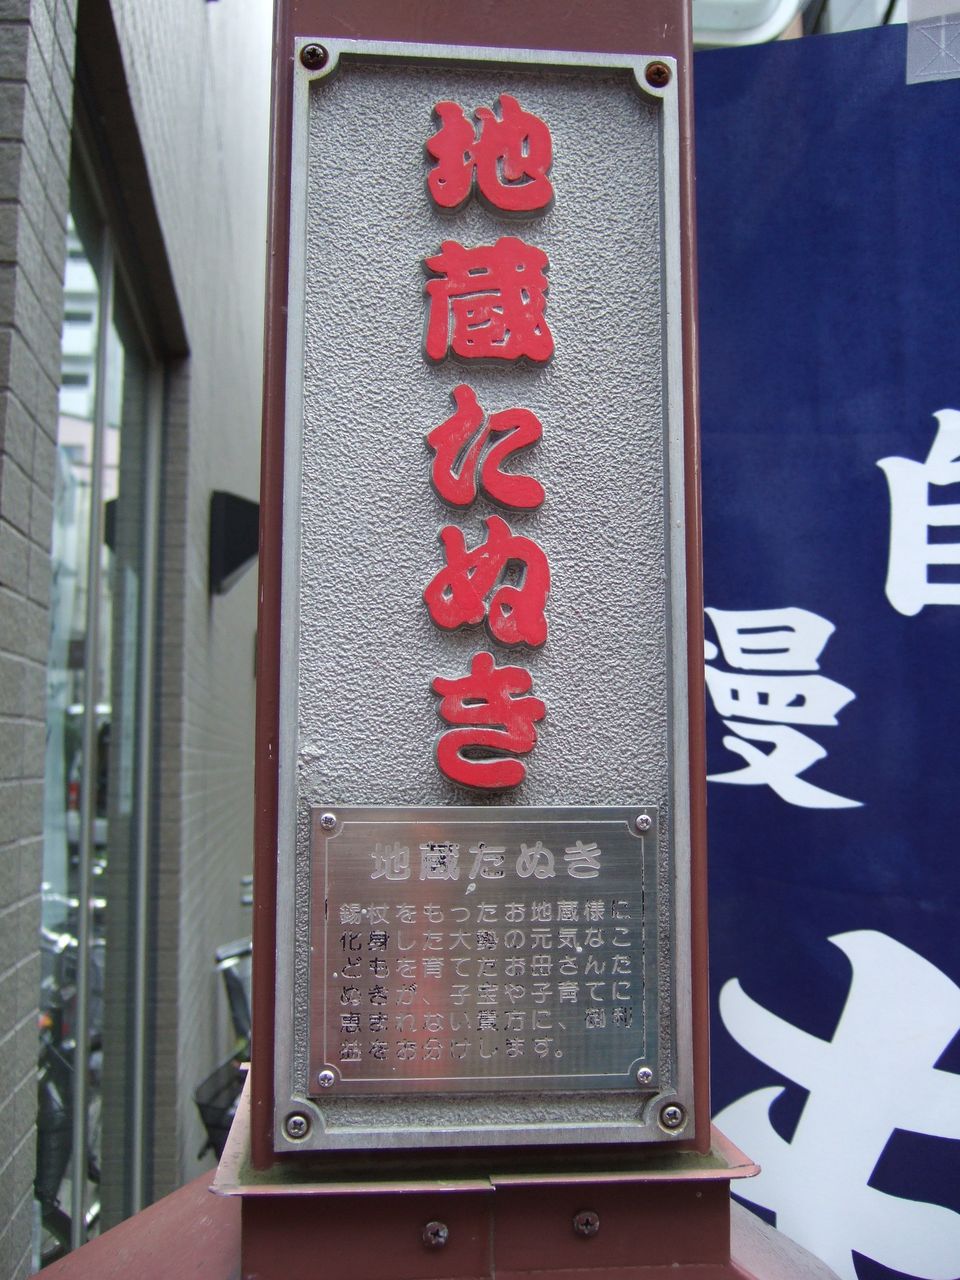 地蔵たぬき
地蔵たぬき
錫杖をもったお地蔵様に
化身した大勢の元気なこ
どもを育てたお母さんた
ぬきが、子宝や子育てに
恵まれない貴方に、御利
益をお分けします。
自
慢